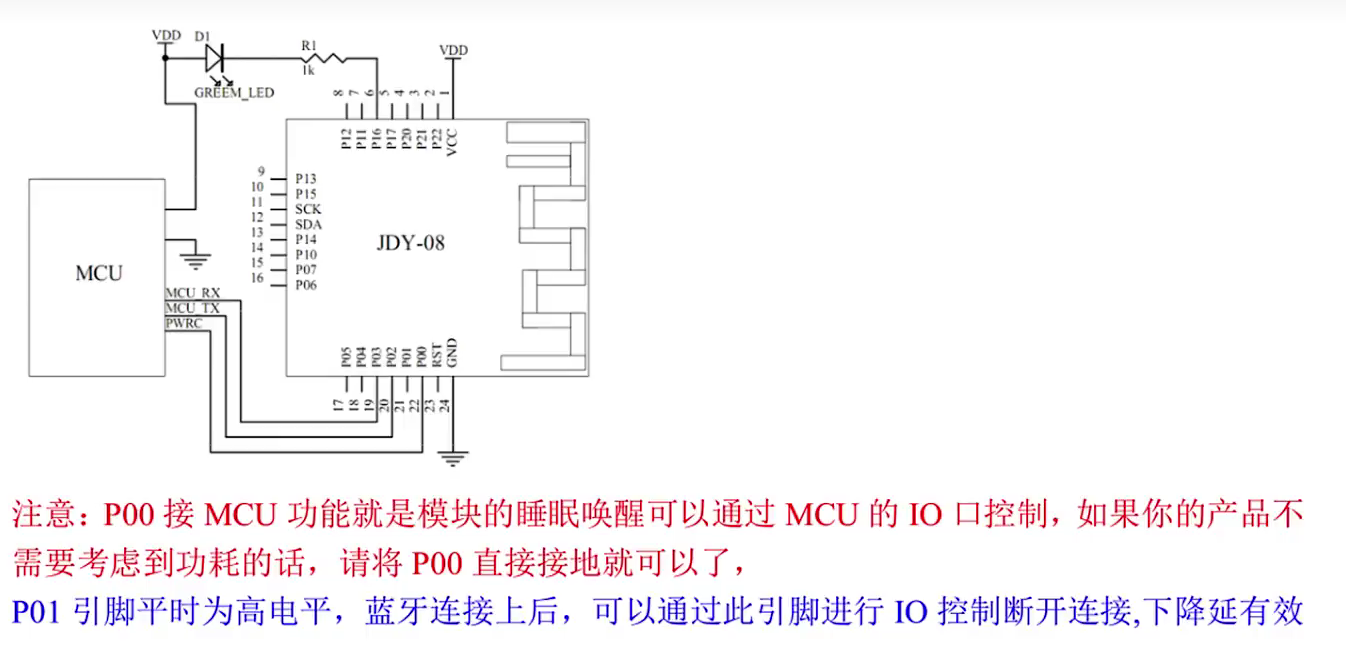 VDD D1 R1 VDD
1k
GREEM_LED
8 7 6 5 4 3 2 1
P12 P11 P16 P17 P20 P21 P22 VCC
9 P13
10 P15
11 SCK
12 SDA
13 P14
14 P10
15 P07
16 P06
JDY-08
MCU
MCU_RX
MCU_TX
PWRC
P05 P04 P03 P02 P01 P00 RST GND
17 18 19 20 21 22 23 24
注意：P00 接 MCU 功能就是模块的睡眠唤醒可以通过 MCU 的 IO 口控制，如果你的产品不
需要考虑到功耗的话，请将 P00 直接接地就可以了，
P01 引脚平时为高电平，蓝牙连接上后，可以通过此引脚进行 IO 控制断开连接,下降延有效